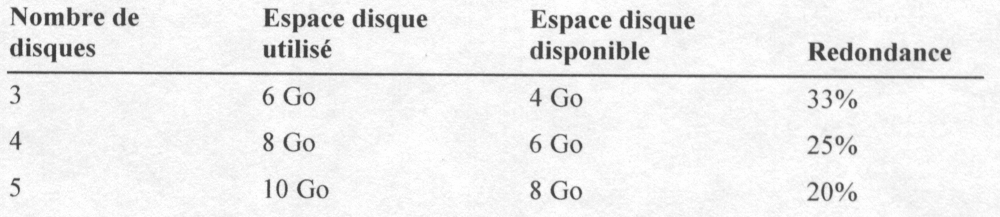 Nombre de disques Espace disque utilisé Espace disque disponible Redondance
3 6 Go 4 Go 33%
4 8 Go 6 Go 25%
5 10 Go 8 Go 20%